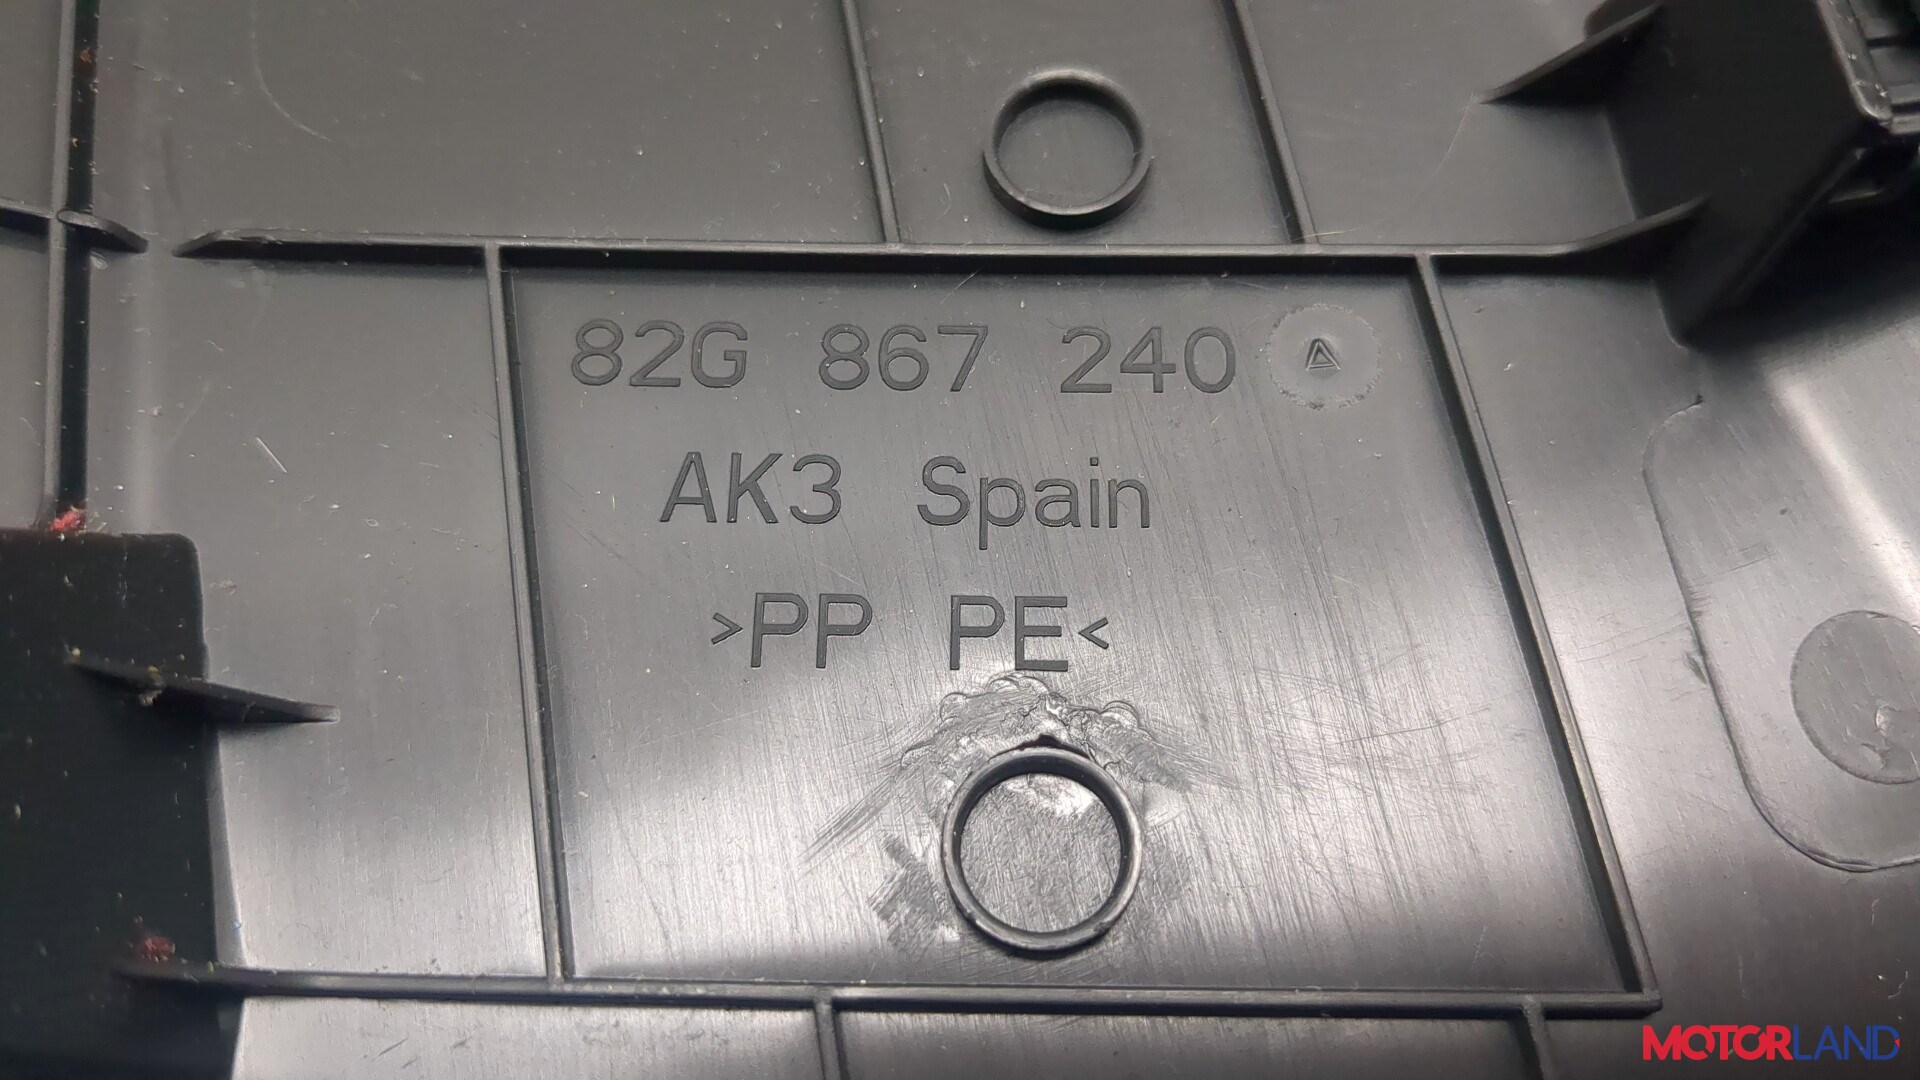 82G 867 240 A
AK3 Spain
>PP PE<
MOTORLAND